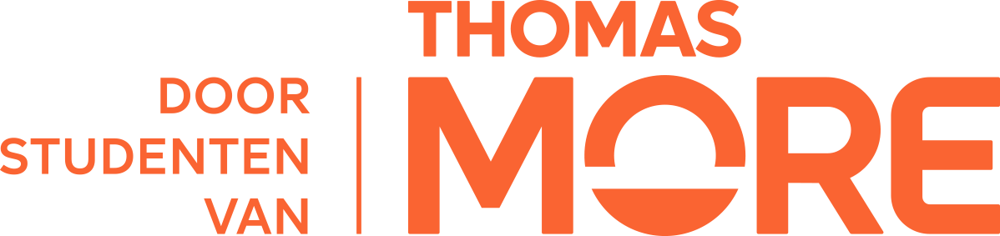 DOOR
STUDENTEN
VAN
THOMAS
MORE